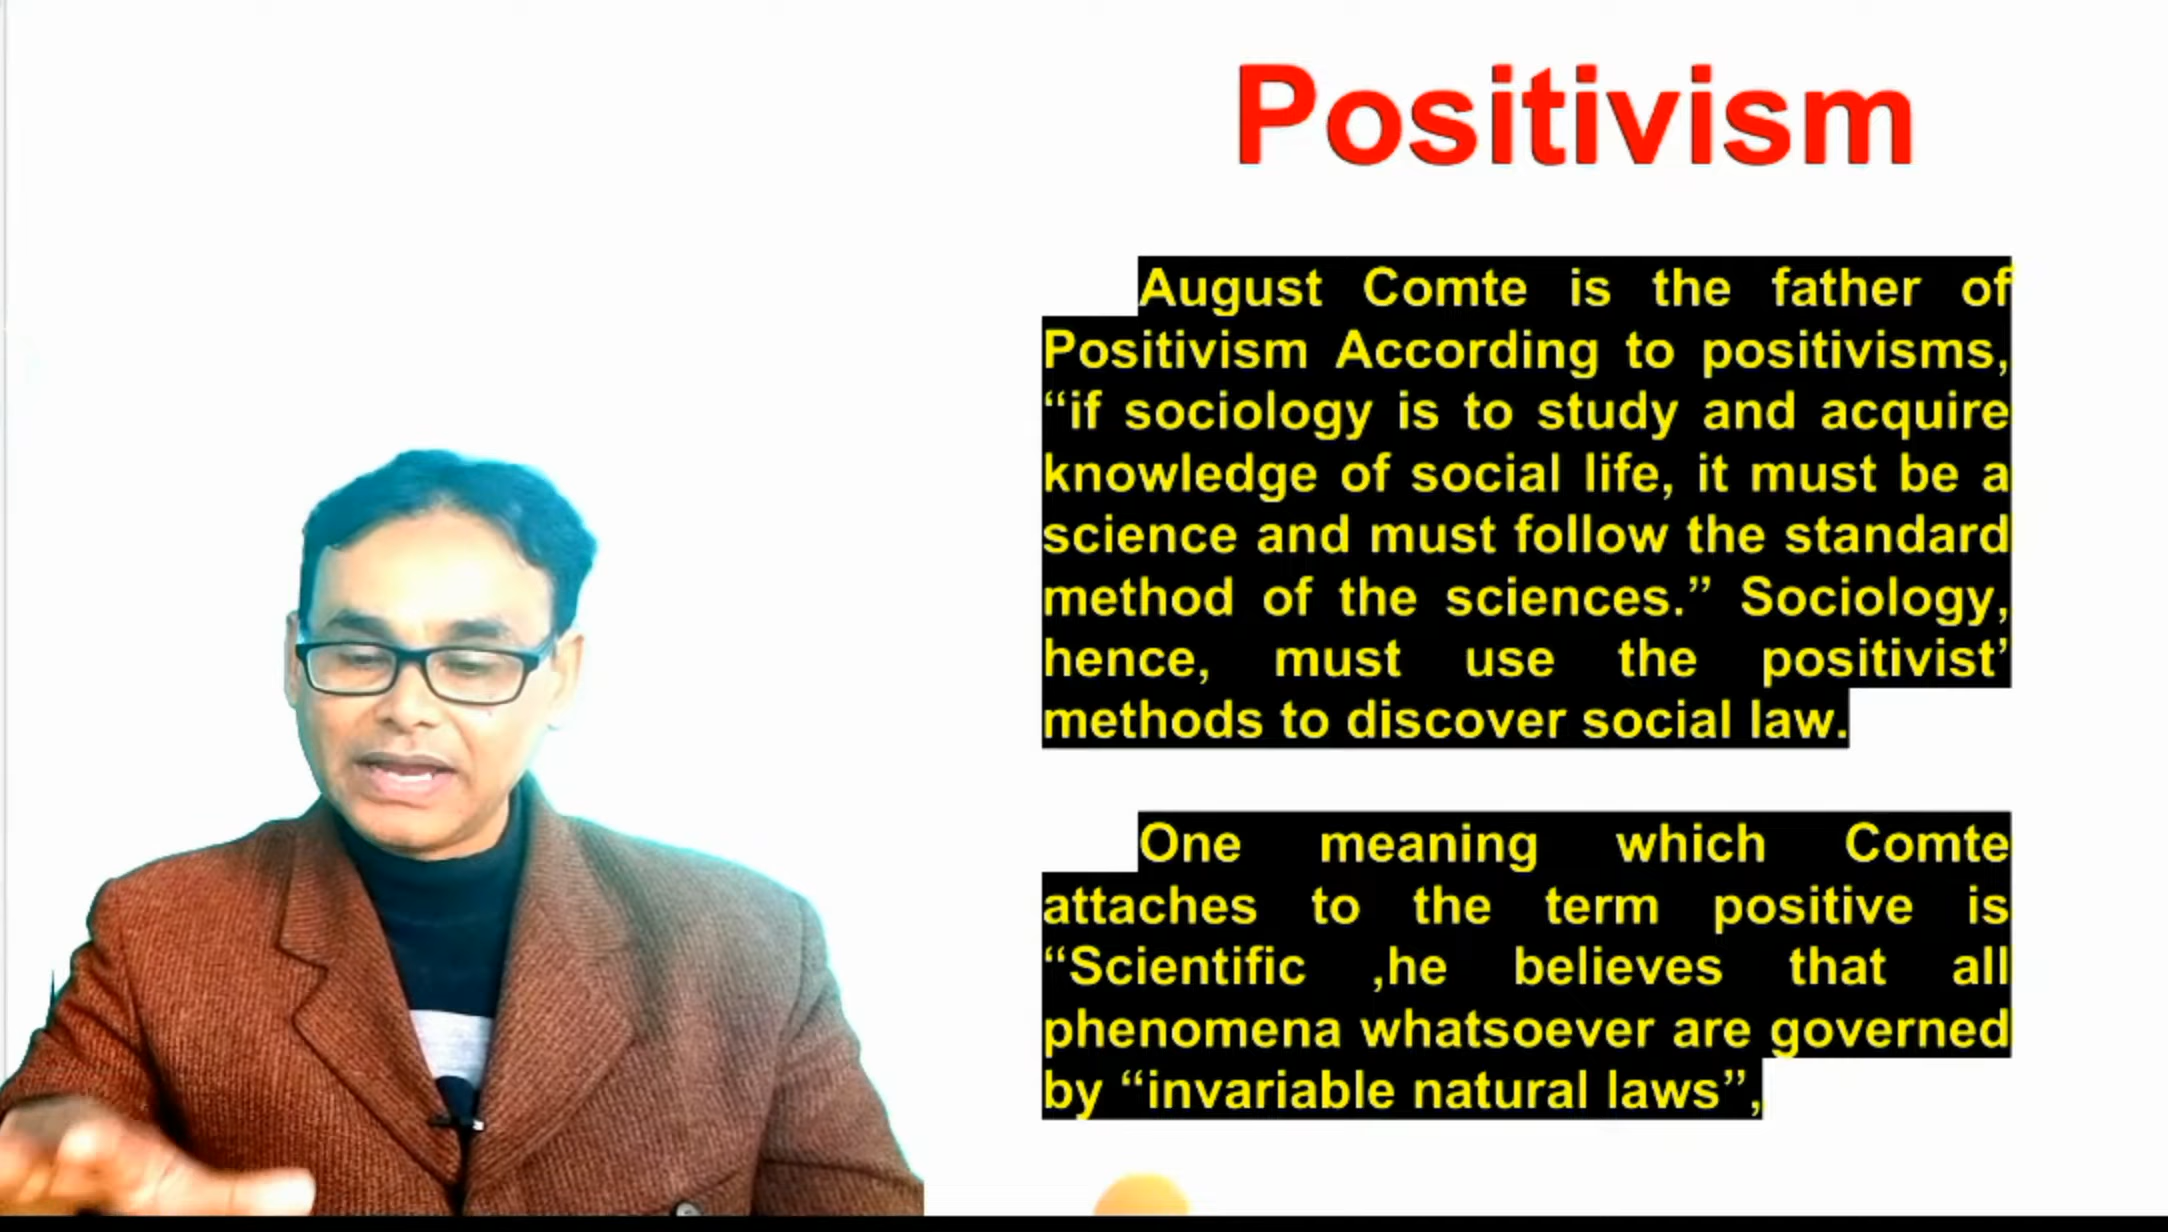 Positivism
August Comte is the father of
Positivism According to positivisms,
“if sociology is to study and acquire
knowledge of social life, it must be a
science and must follow the standard
method of the sciences.” Sociology,
hence, must use the positivist’
methods to discover social law.
One meaning which Comte
attaches to the term positive is
“Scientific ,he believes that all
phenomena whatsoever are governed
by “invariable natural laws”,